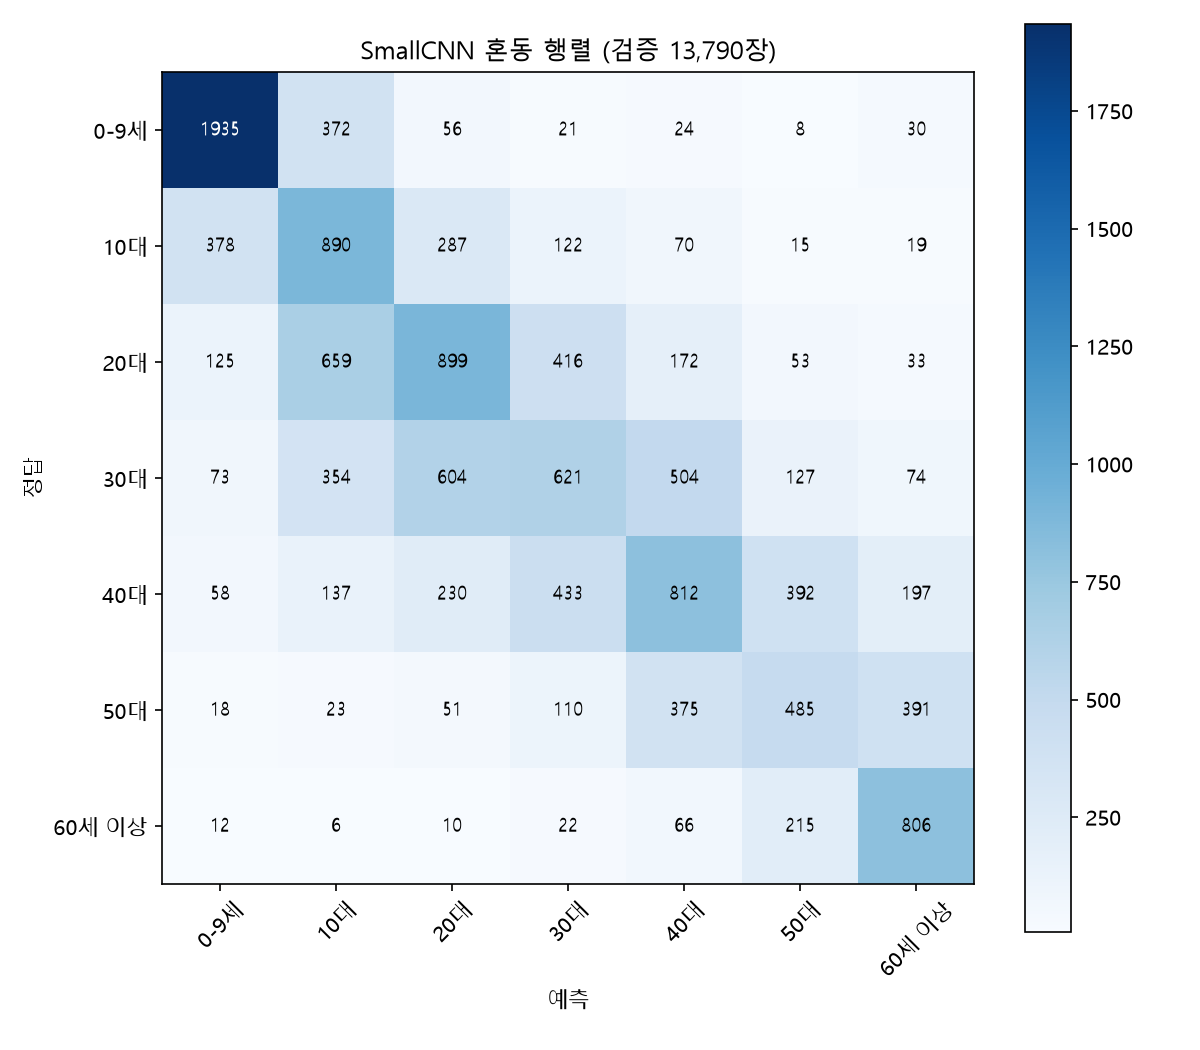 SmallCNN 혼동 행렬 (검증 13,790장)
0-9세 1935 372 56 21 24 8 30
10대 378 890 287 122 70 15 19
20대 125 659 899 416 172 53 33
30대 73 354 604 621 504 127 74
40대 58 137 230 433 812 392 197
50대 18 23 51 110 375 485 391
60세 이상 12 6 10 22 66 215 806
0-9세 10대 20대 30대 40대 50대 60세 이상
예측
정답
1750
1500
1250
1000
750
500
250